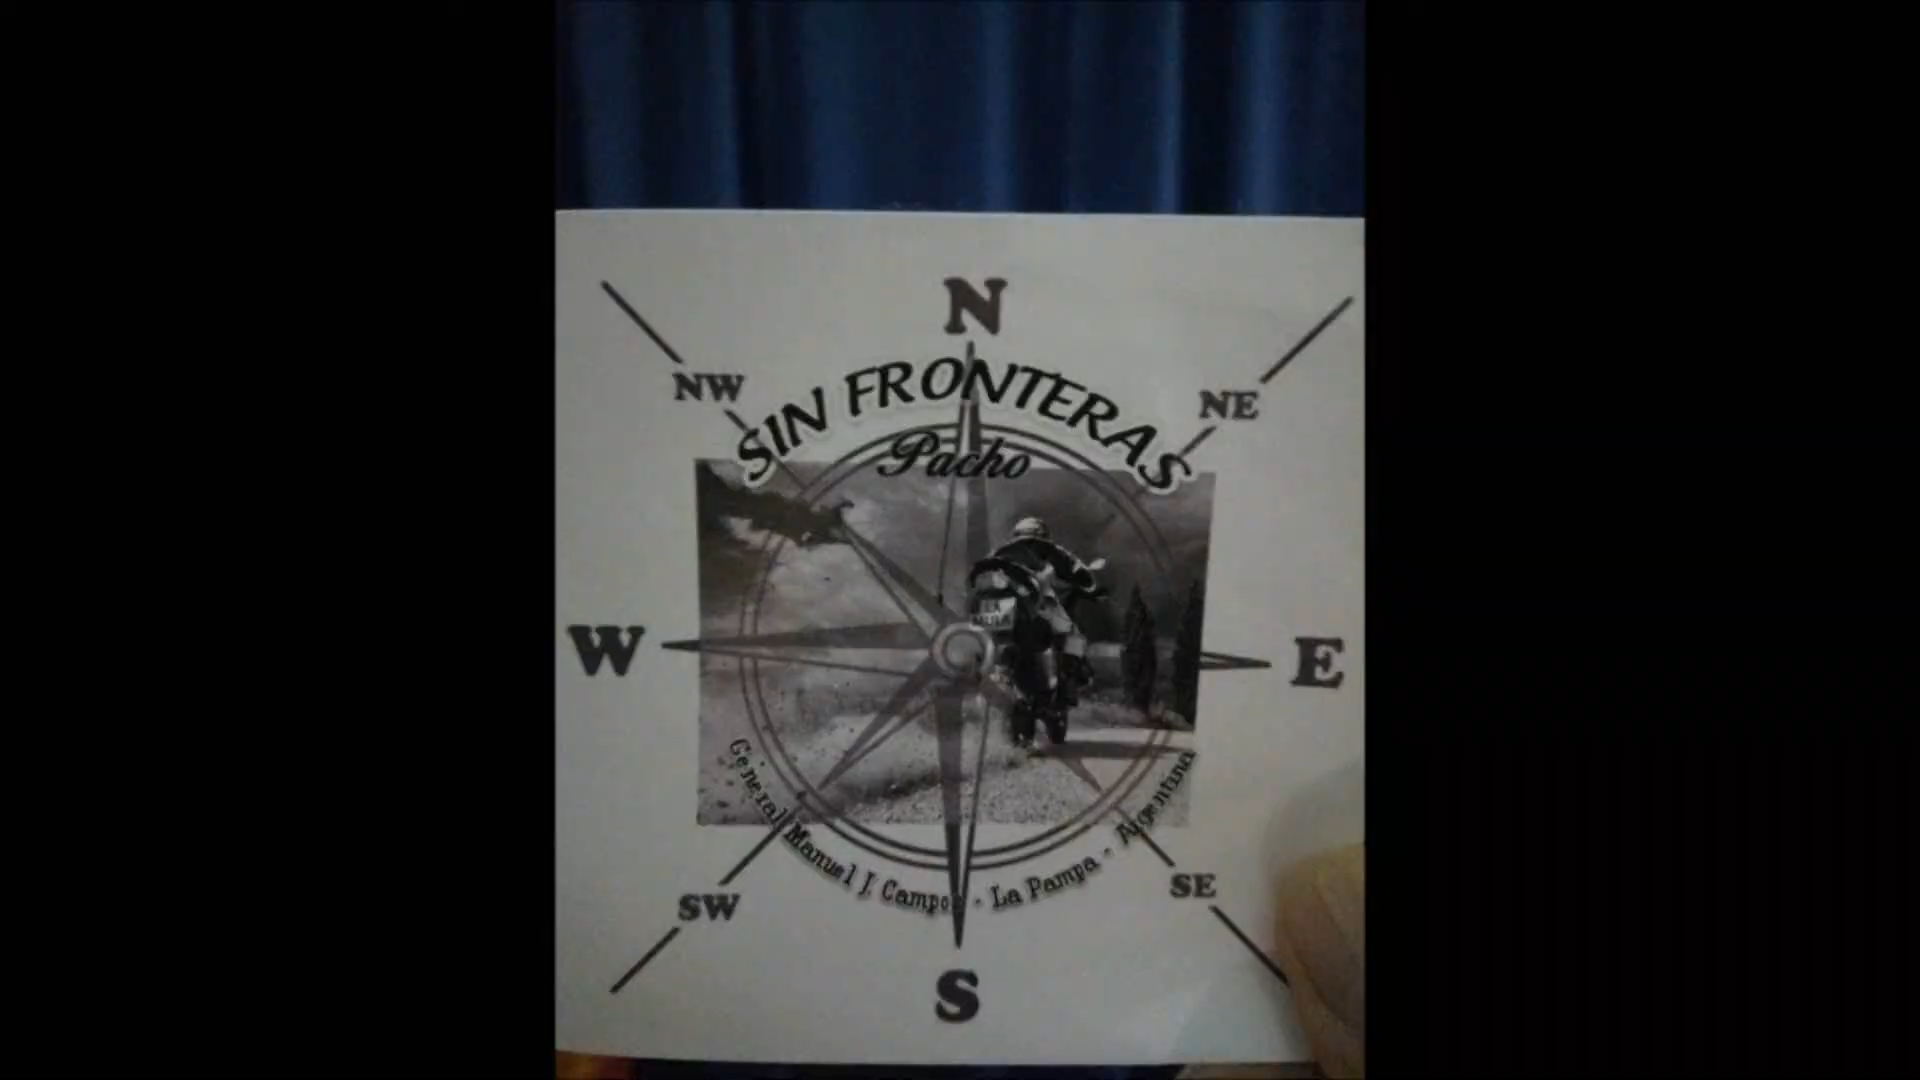 N
NW
NE
SIN FRONTERAS
Pacho
W
E
General Manuel J. Campos - La Pampa - Argentina
SW
SE
S